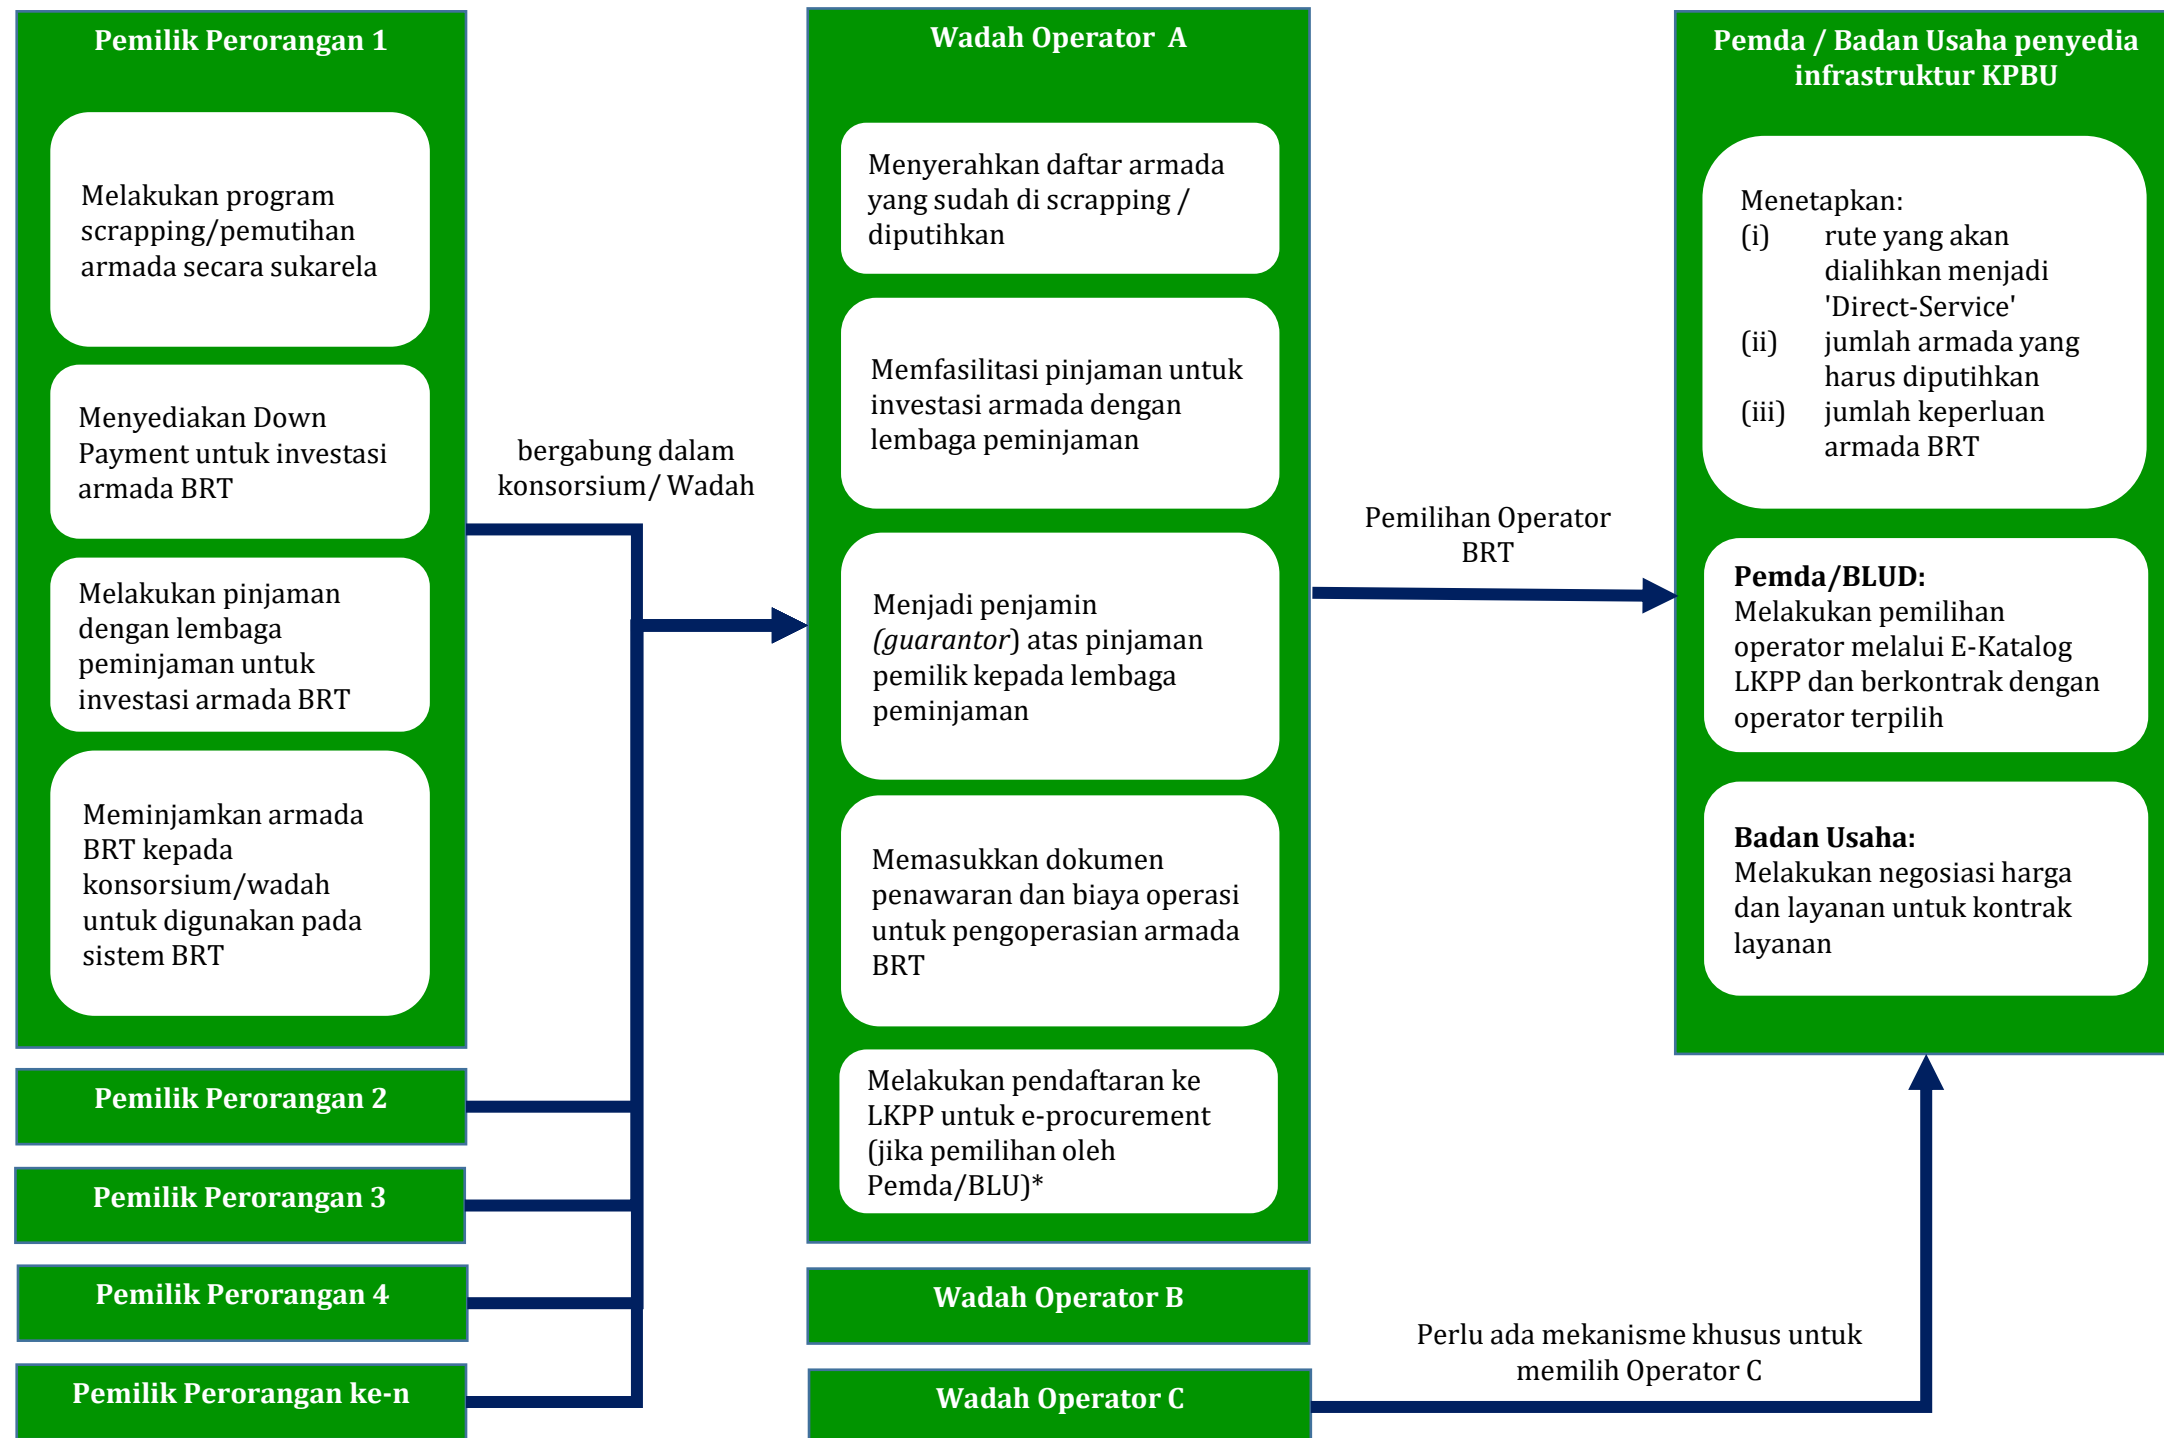 Pemilik Perorangan 1
Melakukan program
scrapping/pemutihan
armada secara sukarela
Menyediakan Down
Payment untuk investasi
armada BRT
Melakukan pinjaman
dengan lembaga
peminjaman untuk
investasi armada BRT
Meminjamkan armada
BRT kepada
konsorsium/wadah
untuk digunakan pada
sistem BRT
Pemilik Perorangan 2
Pemilik Perorangan 3
Pemilik Perorangan 4
Pemilik Perorangan ke-n
bergabung dalam
konsorsium/ Wadah
Wadah Operator A
Menyerahkan daftar armada
yang sudah di scrapping /
diputihkan
Memfasilitasi pinjaman untuk
investasi armada dengan
lembaga peminjaman
Menjadi penjamin
(guarantor) atas pinjaman
pemilik kepada lembaga
peminjaman
Memasukkan dokumen
penawaran dan biaya operasi
untuk pengoperasian armada
BRT
Melakukan pendaftaran ke
LKPP untuk e-procurement
(jika pemilihan oleh
Pemda/BLU)*
Wadah Operator B
Wadah Operator C
Pemilihan Operator
BRT
Perlu ada mekanisme khusus untuk
memilih Operator C
Pemda / Badan Usaha penyedia
infrastruktur KPBU
Menetapkan:
(i) rute yang akan
dialihkan menjadi
'Direct-Service'
(ii) jumlah armada yang
harus diputihkan
(iii) jumlah keperluan
armada BRT
Pemda/BLUD:
Melakukan pemilihan
operator melalui E-Katalog
LKPP dan berkontrak dengan
operator terpilih
Badan Usaha:
Melakukan negosiasi harga
dan layanan untuk kontrak
layanan